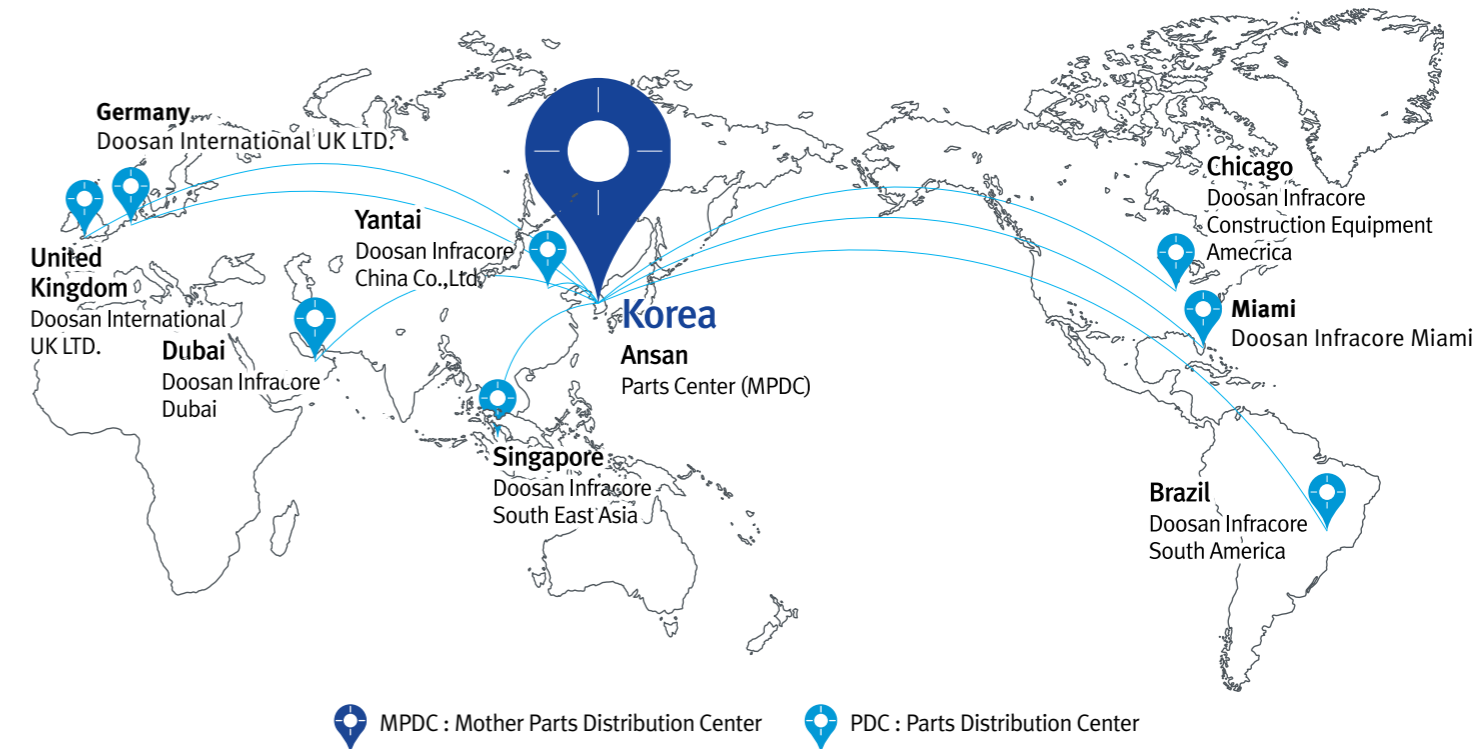 Germany
Doosan International UK LTD.
United
Kingdom
Doosan International
UK LTD.
Dubai
Doosan Infracore
Dubai
Yantai
Doosan Infracore
China Co.,Ltd.
Korea
Ansan
Parts Center (MPDC)
Singapore
Doosan Infracore
South East Asia
Chicago
Doosan Infracore
Construction Equipment
Amecrica
Miami
Doosan Infracore Miami
Brazil
Doosan Infracore
South America
MPDC : Mother Parts Distribution Center
PDC : Parts Distribution Center